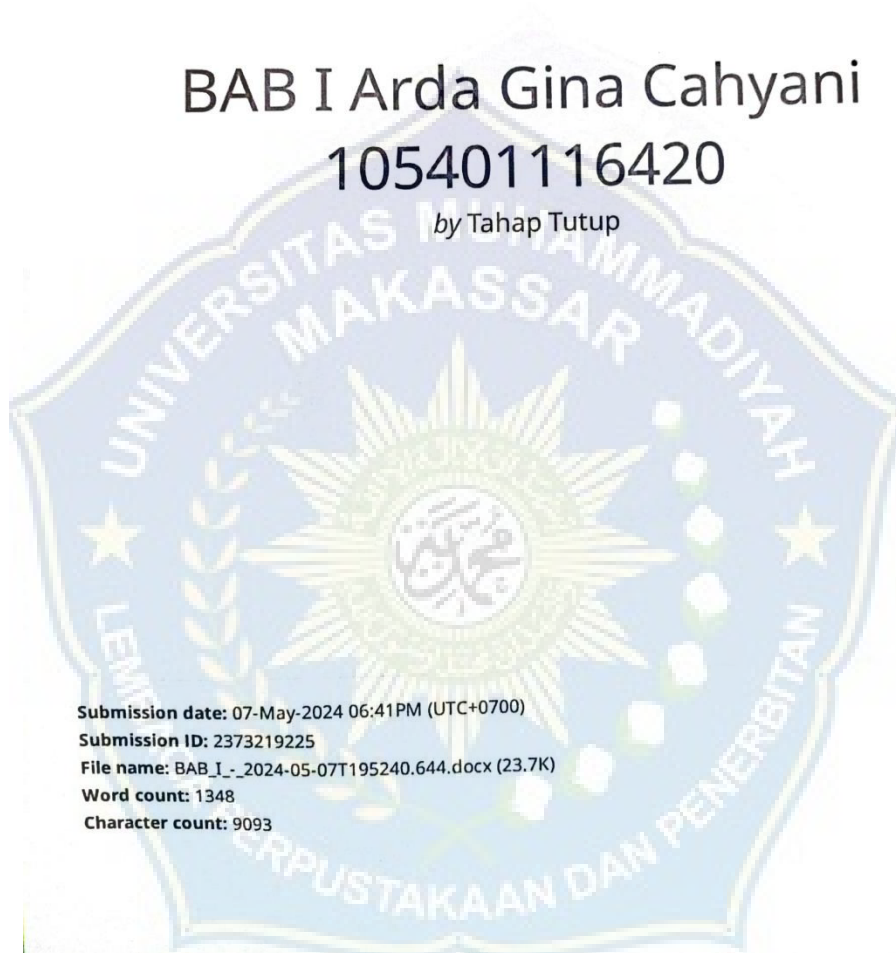 BAB I Arda Gina Cahyani
105401116420
by Tahap Tutup
UNIVERSITAS MUHAMMADIYAH
MAKASSAR
Submission date: 07-May-2024 06:41PM (UTC+0700)
Submission ID: 2373219225
File name: BAB_I_-_2024-05-07T195240.644.docx (23.7K)
Word count: 1348
Character count: 9093
PERPUSTAKAAN DAN PENERBITAN